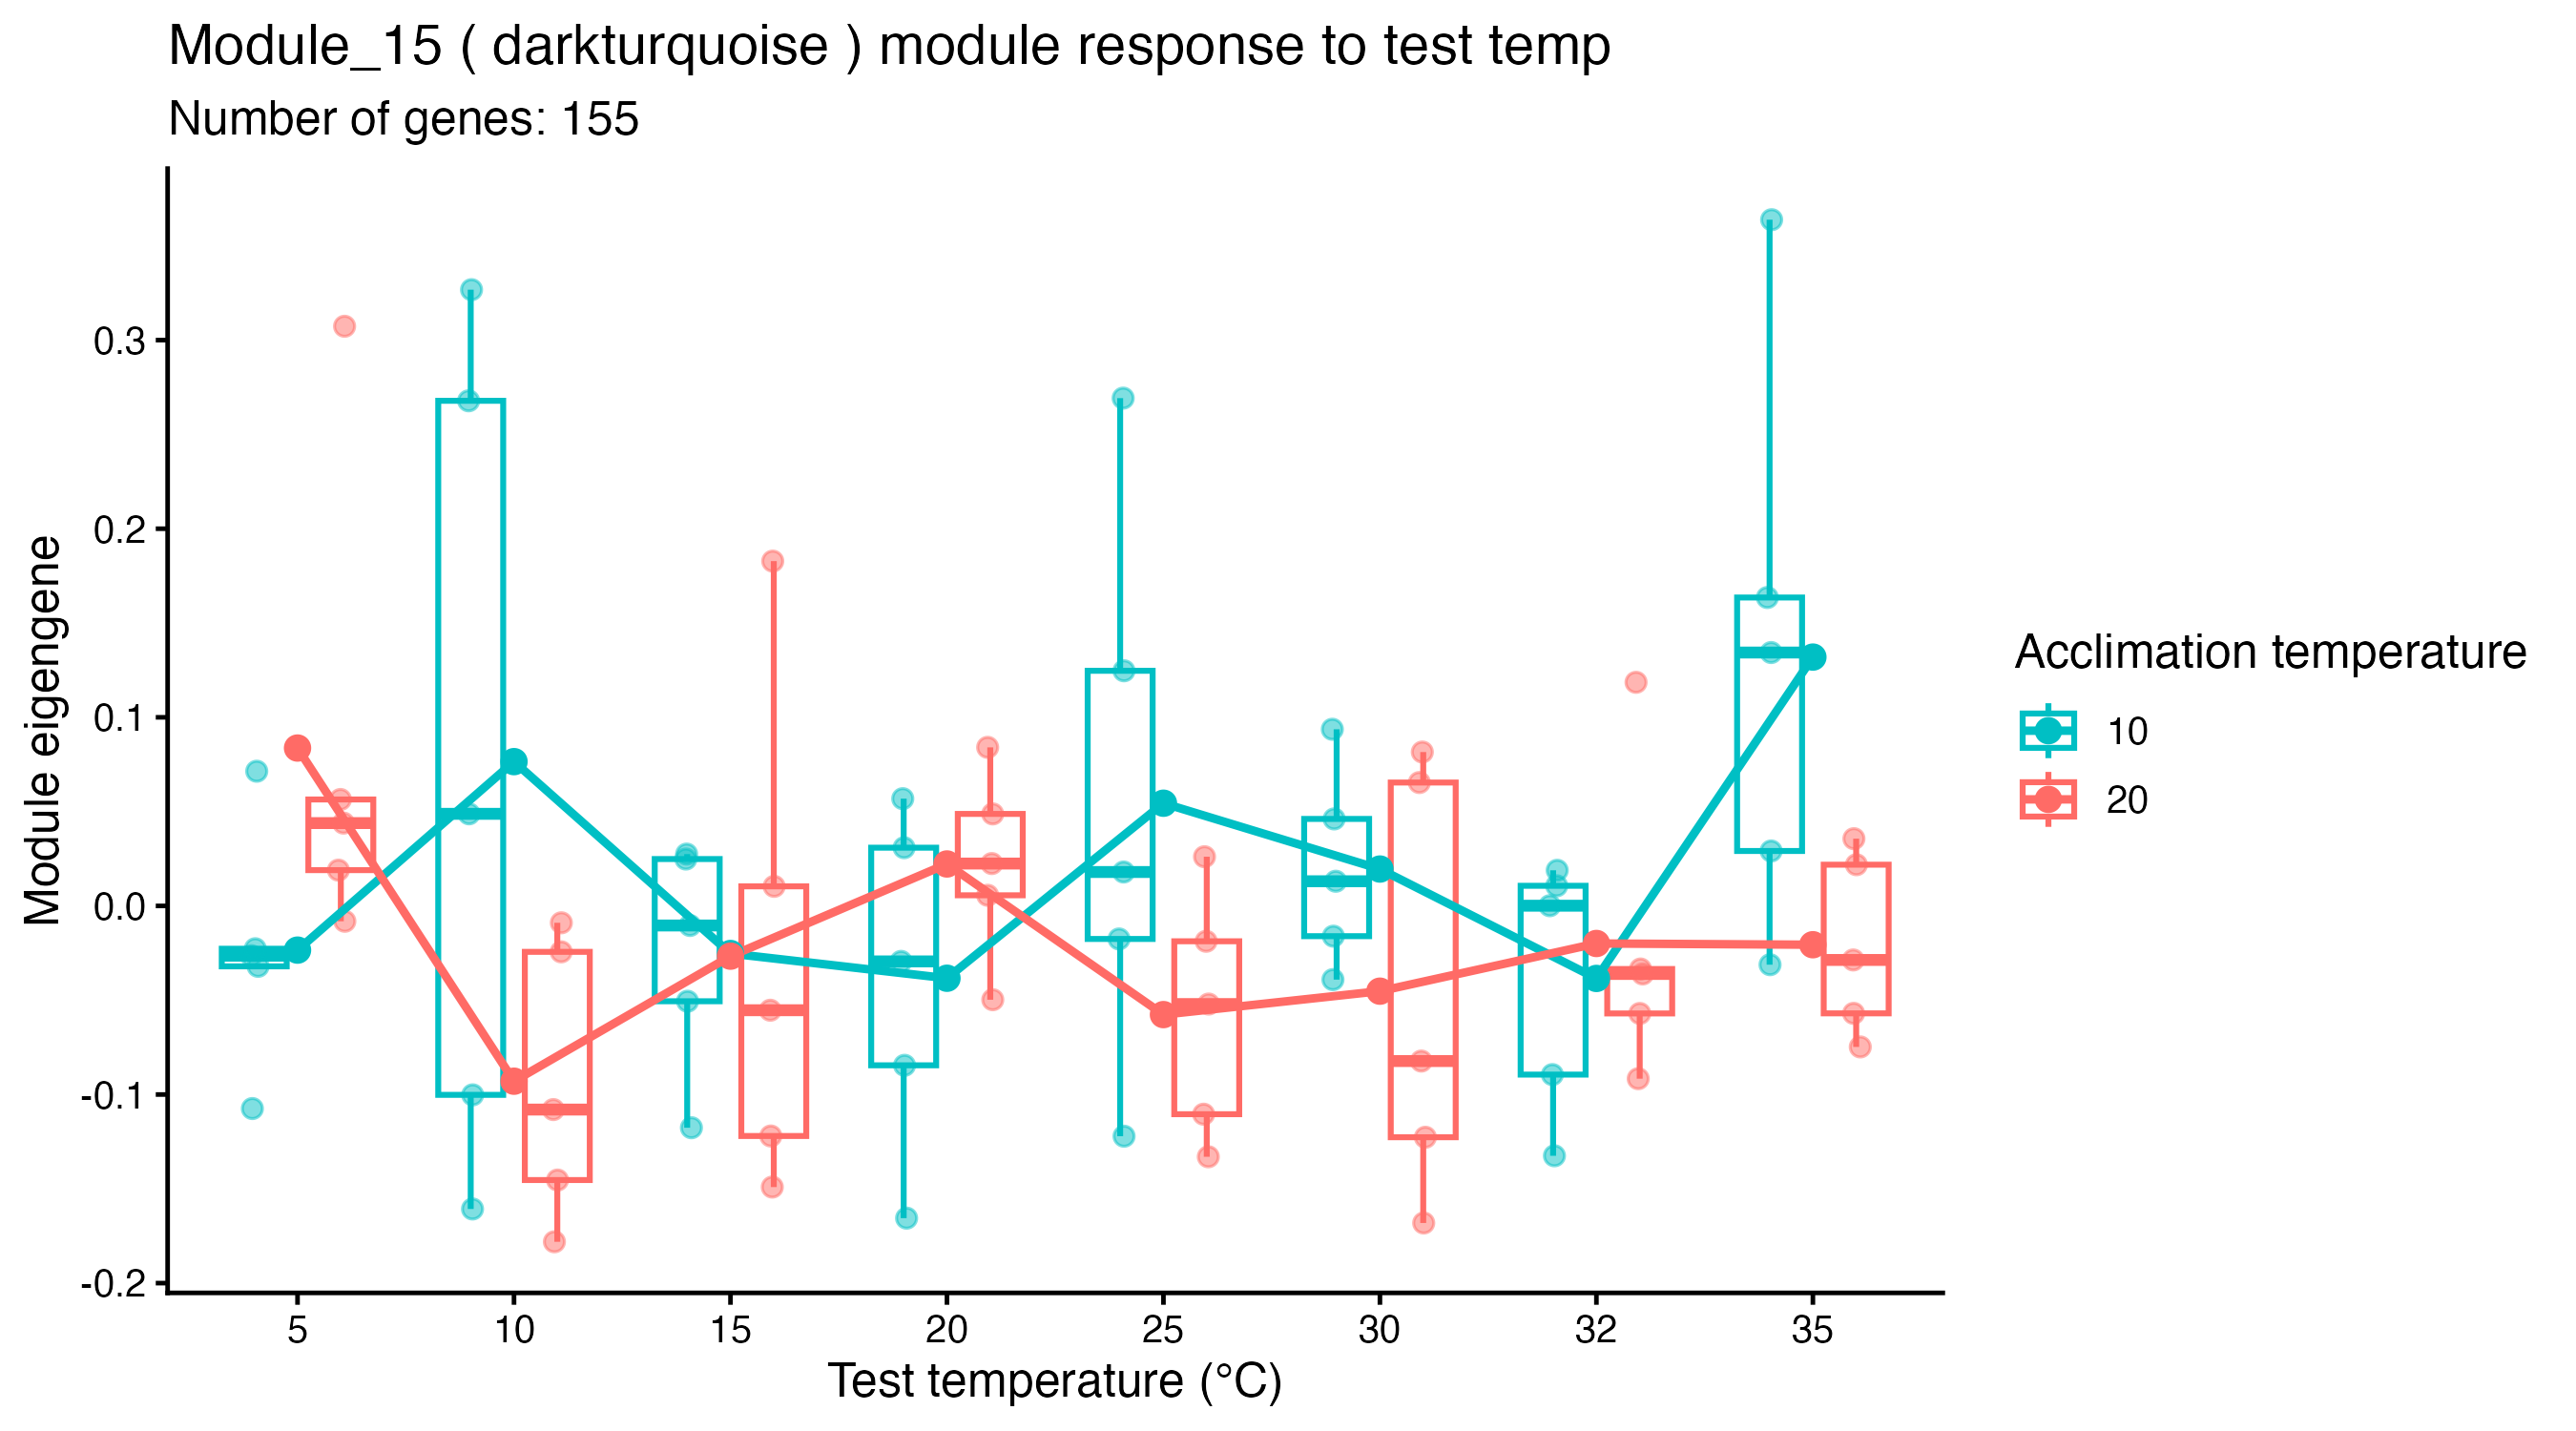 Module_15 ( darkturquoise ) module response to test temp
Number of genes: 155
Module eigengene
0.3
0.2
0.1
0.0
-0.1
-0.2
5 10 15 20 25 30 32 35
Test temperature (°C)
Acclimation temperature
10
20